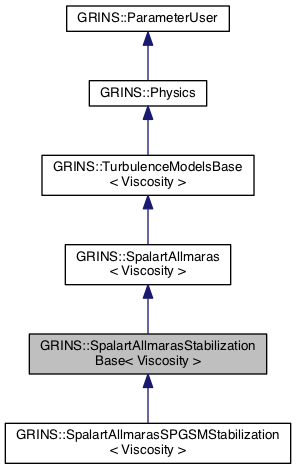 GRINS::ParameterUser
GRINS::Physics
GRINS::TurbulenceModelsBase
< Viscosity >
GRINS::SpalartAllmaras
< Viscosity >
GRINS::SpalartAllmarasStabilization
Base< Viscosity >
GRINS::SpalartAllmarasSPGSMStabilization
< Viscosity >